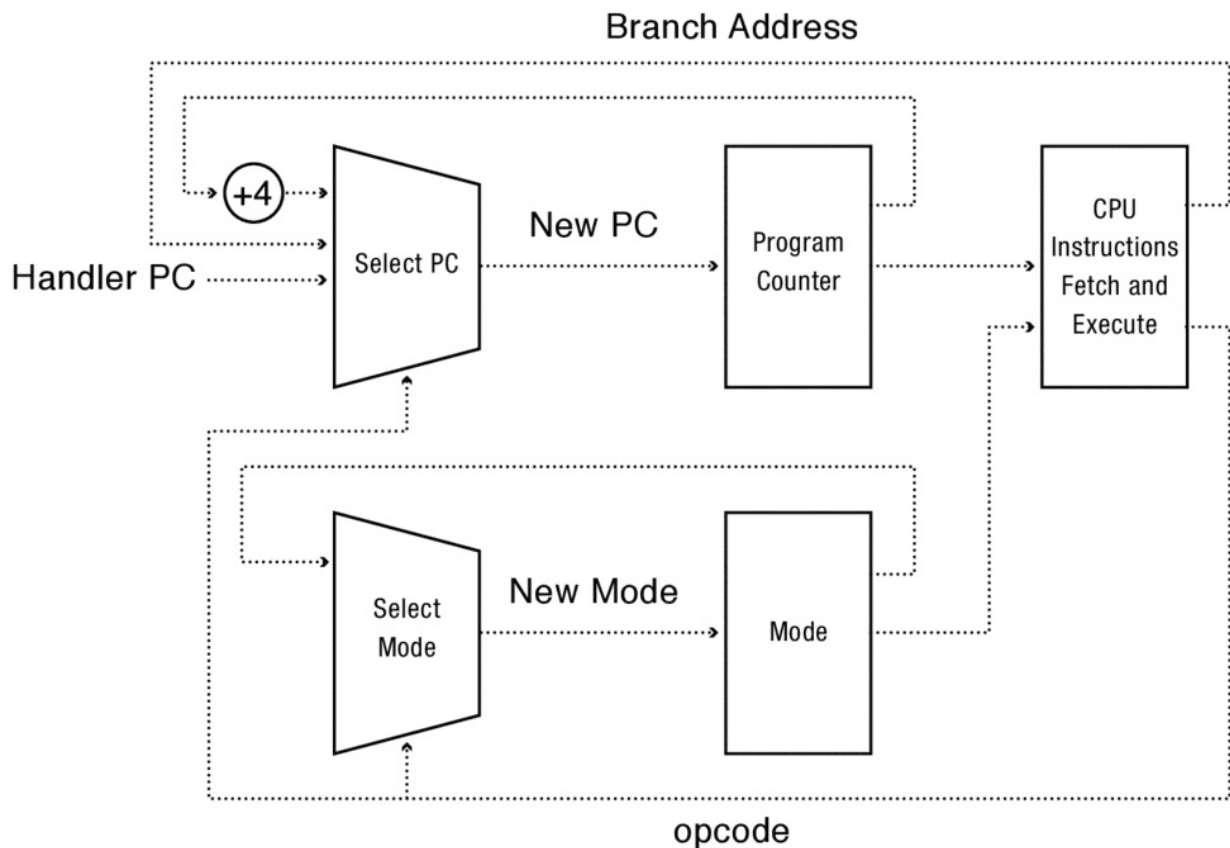 Branch Address
+4
Handler PC
Select PC
New PC
Program
Counter
CPU
Instructions
Fetch and
Execute
Select
Mode
New Mode
Mode
opcode